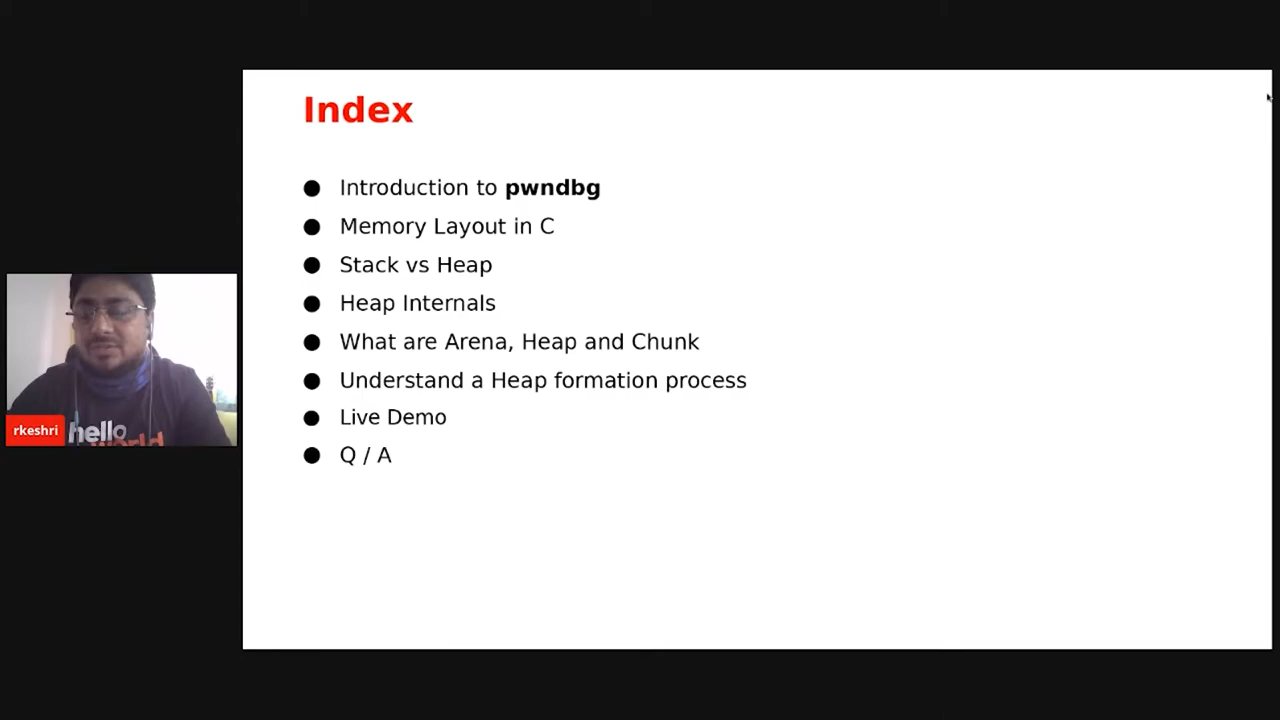 Index
● Introduction to pwndbg
● Memory Layout in C
● Stack vs Heap
● Heap Internals
● What are Arena, Heap and Chunk
● Understand a Heap formation process
● Live Demo
● Q / A
rkeshri
hello
world